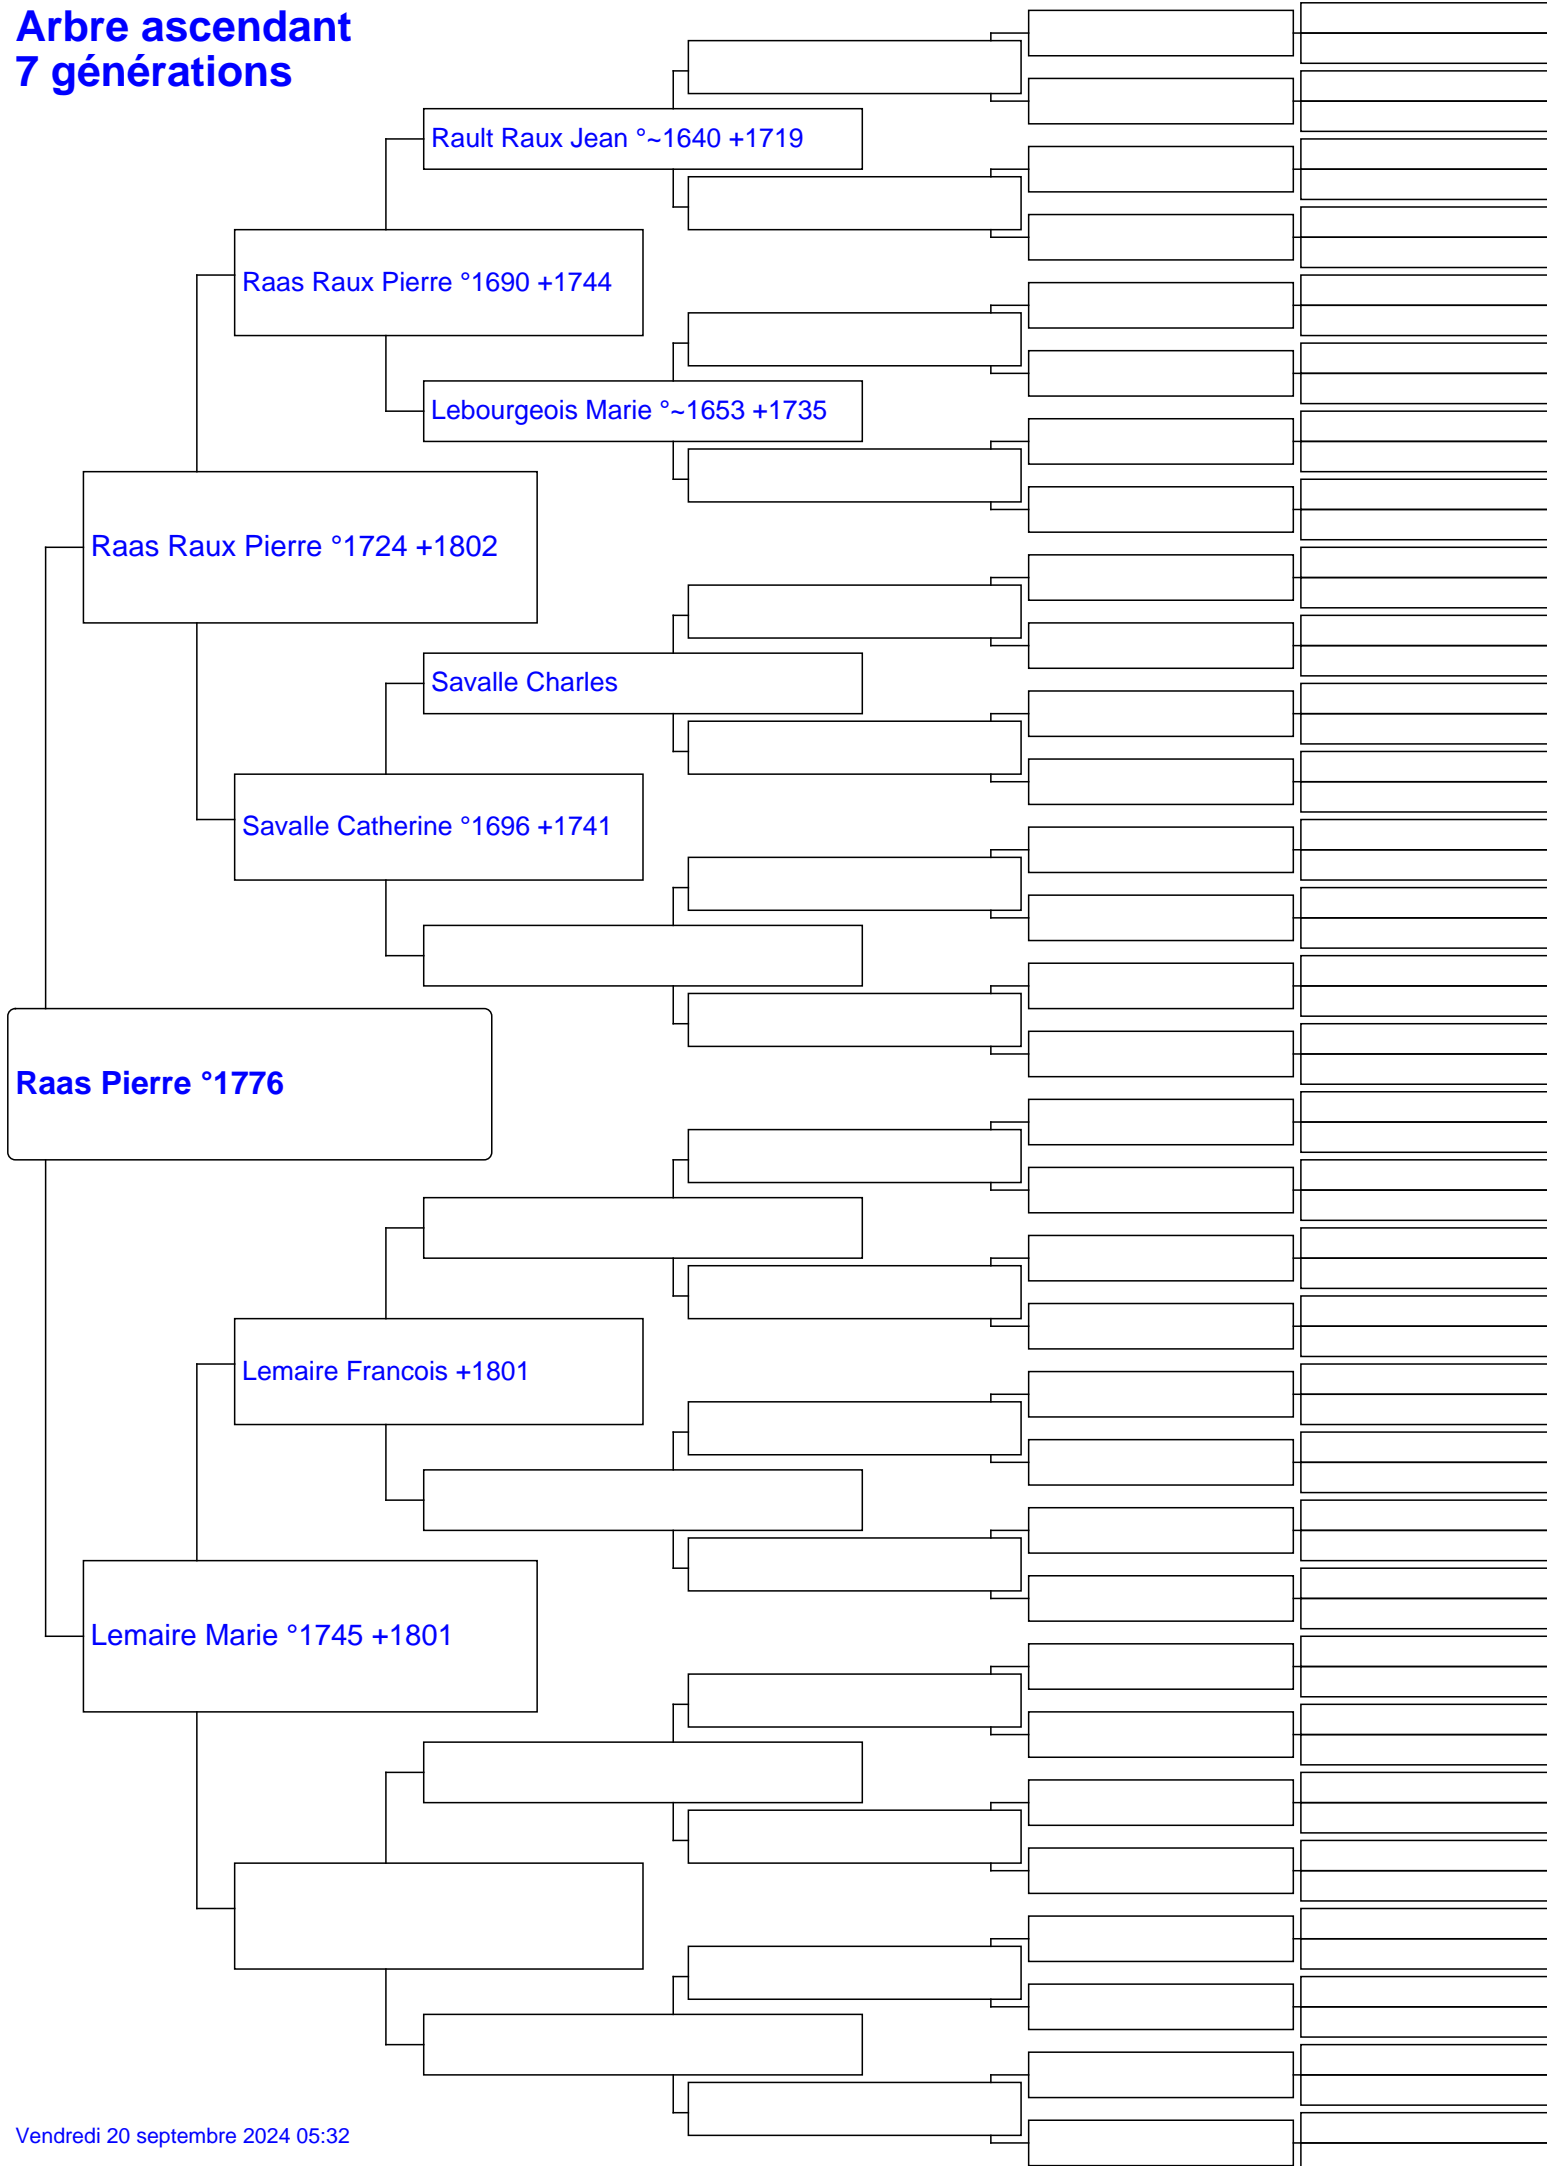 Arbre ascendant
7 générations
Rault Raux Jean °~1640 +1719
Raas Raux Pierre °1690 +1744
Lebourgeois Marie °~1653 +1735
Raas Raux Pierre °1724 +1802
Savalle Charles
Savalle Catherine °1696 +1741
Raas Pierre °1776
Lemaire Francois +1801
Lemaire Marie °1745 +1801
Vendredi 20 septembre 2024 05:32